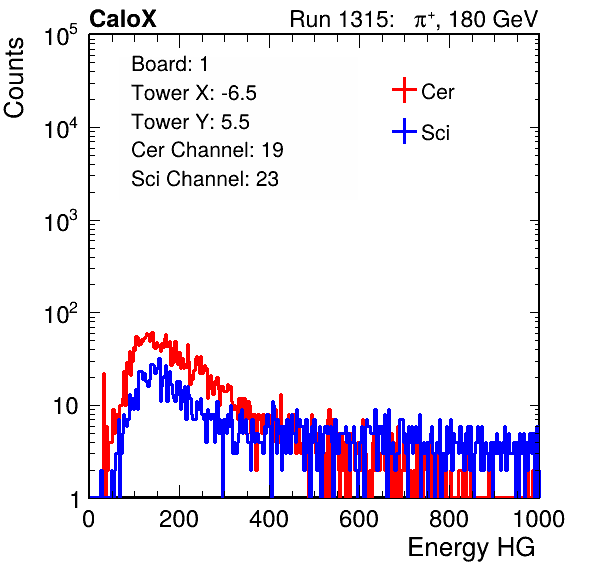 CaloX Run 1315: π⁺, 180 GeV
Board: 1
Tower X: -6.5
Tower Y: 5.5
Cer Channel: 19
Sci Channel: 23
Cer
Sci
Counts
10⁵
10⁴
10³
10²
10
1
0 200 400 600 800 1000
Energy HG